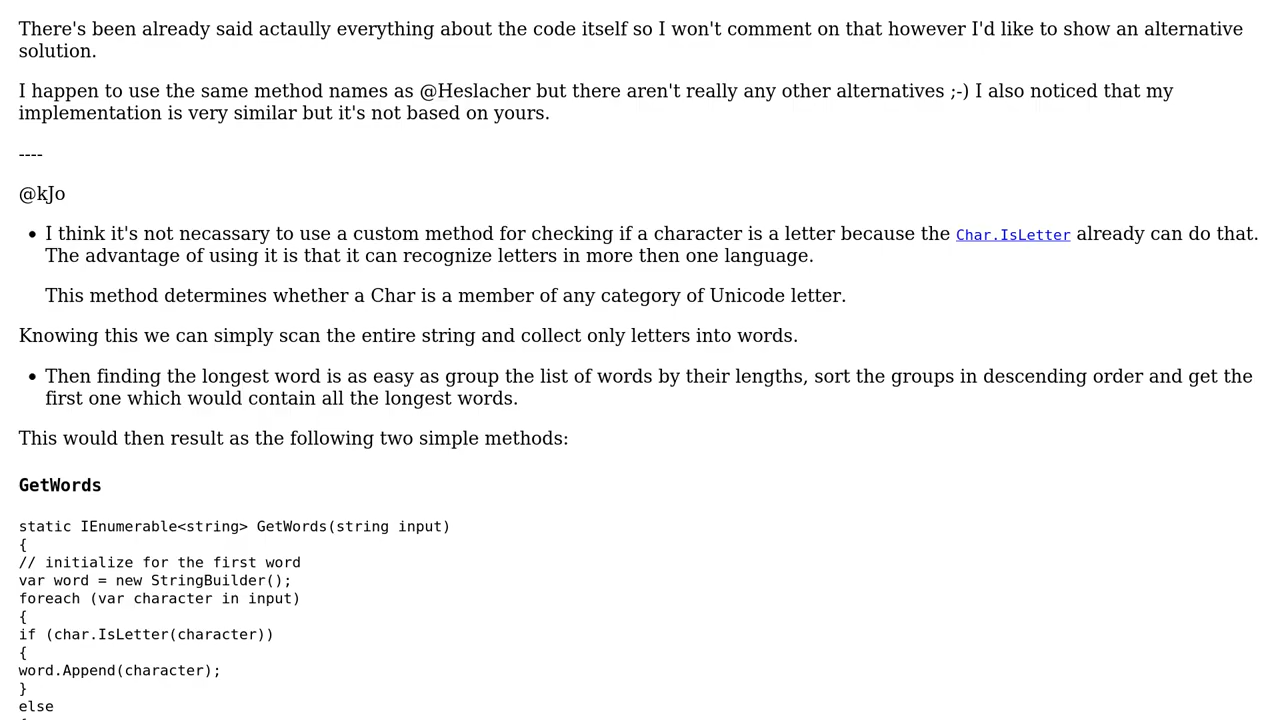 There's been already said actaully everything about the code itself so I won't comment on that however I'd like to show an alternative
solution.
I happen to use the same method names as @Heslacher but there aren't really any other alternatives ;-) I also noticed that my
implementation is very similar but it's not based on yours.
----
@kJo
• I think it's not necassary to use a custom method for checking if a character is a letter because the Char.IsLetter already can do that.
The advantage of using it is that it can recognize letters in more then one language.
This method determines whether a Char is a member of any category of Unicode letter.
Knowing this we can simply scan the entire string and collect only letters into words.
• Then finding the longest word is as easy as group the list of words by their lengths, sort the groups in descending order and get the
first one which would contain all the longest words.
This would then result as the following two simple methods:
GetWords
static IEnumerable<string> GetWords(string input)
{
// initialize for the first word
var word = new StringBuilder();
foreach (var character in input)
{
if (char.IsLetter(character))
{
word.Append(character);
}
else
{